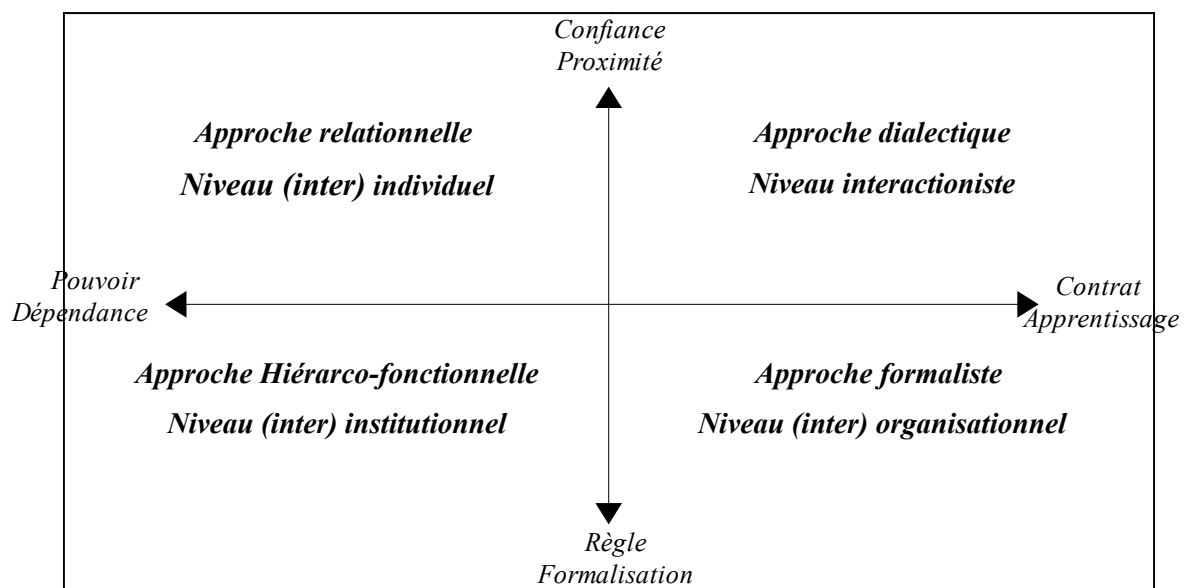 Confiance
Proximité
Approche relationnelle
Niveau (inter) individuel
Approche dialectique
Niveau interactioniste
Pouvoir
Dépendance
Contrat
Apprentissage
Approche Hiérarco-fonctionnelle
Niveau (inter) institutionnel
Approche formaliste
Niveau (inter) organisationnel
Règle
Formalisation